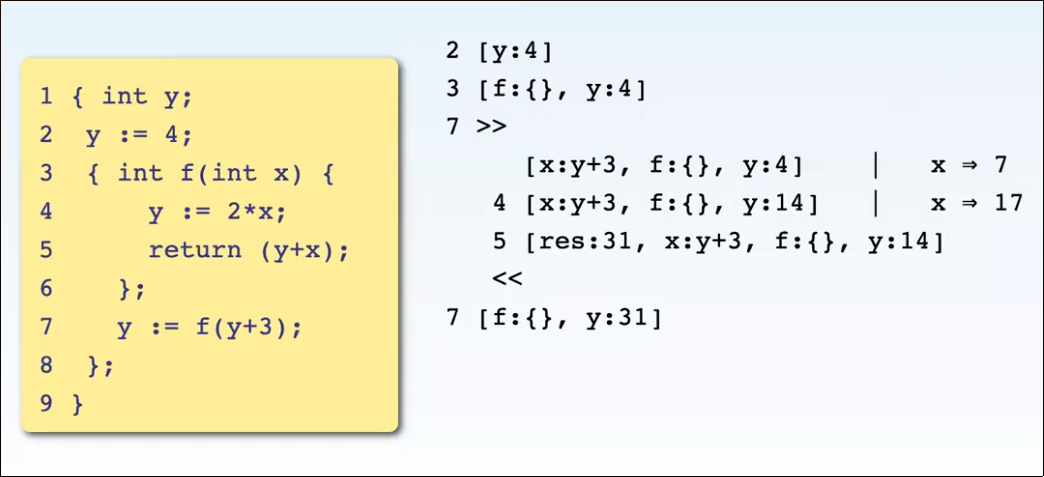 1 { int y;
2  y := 4;
3  { int f(int x) {
4      y := 2*x;
5      return (y+x);
6    };
7    y := f(y+3);
8  };
9 }
2 [y:4]
3 [f:{}, y:4]
7 >>
[x:y+3, f:{}, y:4] | x ⇒ 7
4 [x:y+3, f:{}, y:14] | x ⇒ 17
5 [res:31, x:y+3, f:{}, y:14]
<<
7 [f:{}, y:31]